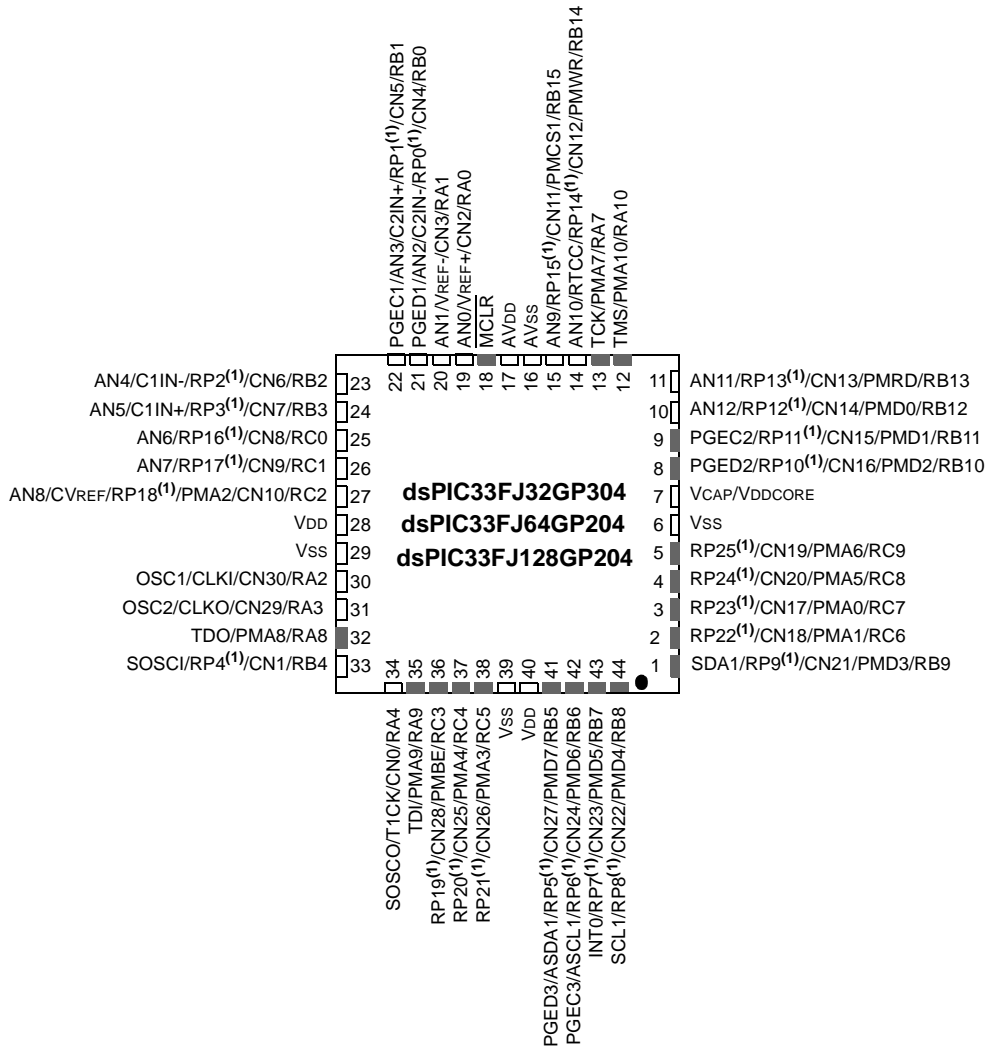 PGEC1/AN3/C2IN+/RP1(1)/CN5/RB1
PGED1/AN2/C2IN-/RP0(1)/CN4/RB0
AN1/VREF-/CN3/RA1
AN0/VREF+/CN2/RA0
MCLR
AVDD
AVSS
AN9/RP15(1)/CN11/PMCS1/RB15
AN10/RTCC/RP14(1)/CN12/PMWR/RB14
TCK/PMA7/RA7
TMS/PMA10/RA10
22 21 20 19 18 17 16 15 14 13 12
AN4/C1IN-/RP2(1)/CN6/RB2 23
AN5/C1IN+/RP3(1)/CN7/RB3 24
AN6/RP16(1)/CN8/RC0 25
AN7/RP17(1)/CN9/RC1 26
AN8/CVREF/RP18(1)/PMA2/CN10/RC2 27
VDD 28
VSS 29
OSC1/CLKI/CN30/RA2 30
OSC2/CLKO/CN29/RA3 31
TDO/PMA8/RA8 32
SOSCI/RP4(1)/CN1/RB4 33
dsPIC33FJ32GP304
dsPIC33FJ64GP204
dsPIC33FJ128GP204
11 AN11/RP13(1)/CN13/PMRD/RB13
10 AN12/RP12(1)/CN14/PMD0/RB12
9 PGEC2/RP11(1)/CN15/PMD1/RB11
8 PGED2/RP10(1)/CN16/PMD2/RB10
7 VCAP/VDDCORE
6 VSS
5 RP25(1)/CN19/PMA6/RC9
4 RP24(1)/CN20/PMA5/RC8
3 RP23(1)/CN17/PMA0/RC7
2 RP22(1)/CN18/PMA1/RC6
1 SDA1/RP9(1)/CN21/PMD3/RB9
34 35 36 37 38 39 40 41 42 43 44
SOSCO/T1CK/CN0/RA4
TDI/PMA9/RA9
RP19(1)/CN28/PMBE/RC3
RP20(1)/CN25/PMA4/RC4
RP21(1)/CN26/PMA3/RC5
VSS
VDD
PGED3/ASDA1/RP5(1)/CN27/PMD7/RB5
PGEC3/ASCL1/RP6(1)/CN24/PMD6/RB6
INT0/RP7(1)/CN23/PMD5/RB7
SCL1/RP8(1)/CN22/PMD4/RB8